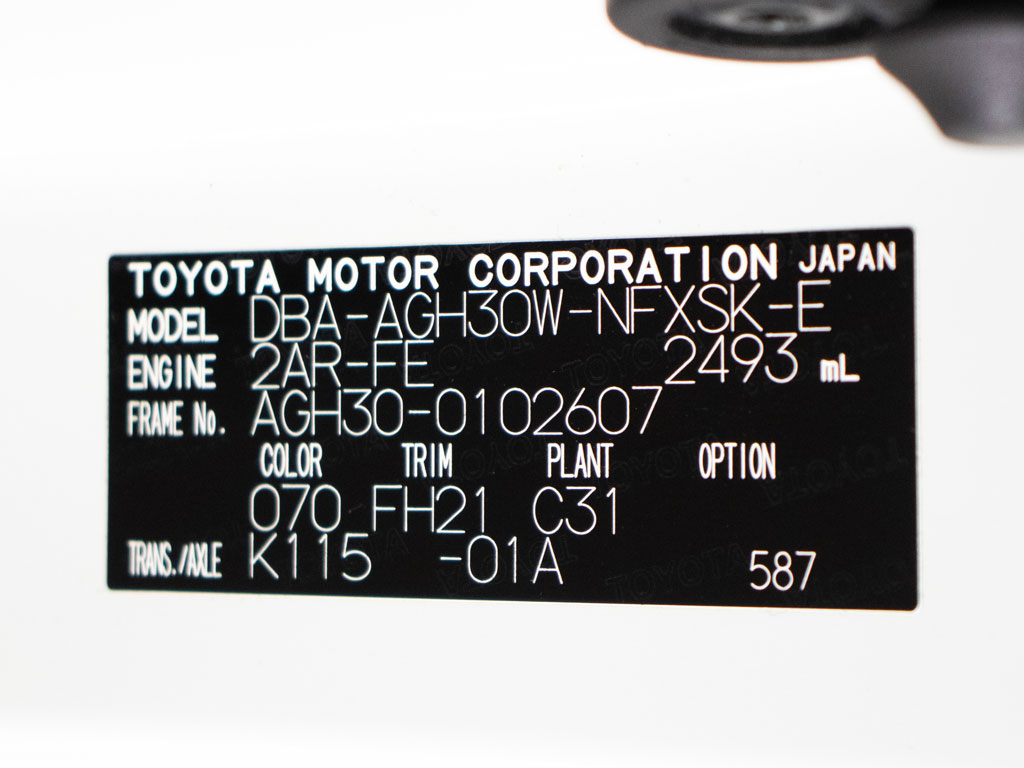 TOYOTA MOTOR CORPORATION JAPAN
MODEL DBA-AGH30W-NFXSK-E
ENGINE 2AR-FE 2493 mL
FRAME No. AGH30-0102607
COLOR TRIM PLANT OPTION
070 FH21 C31
TRANS./AXLE K115 -01A 587